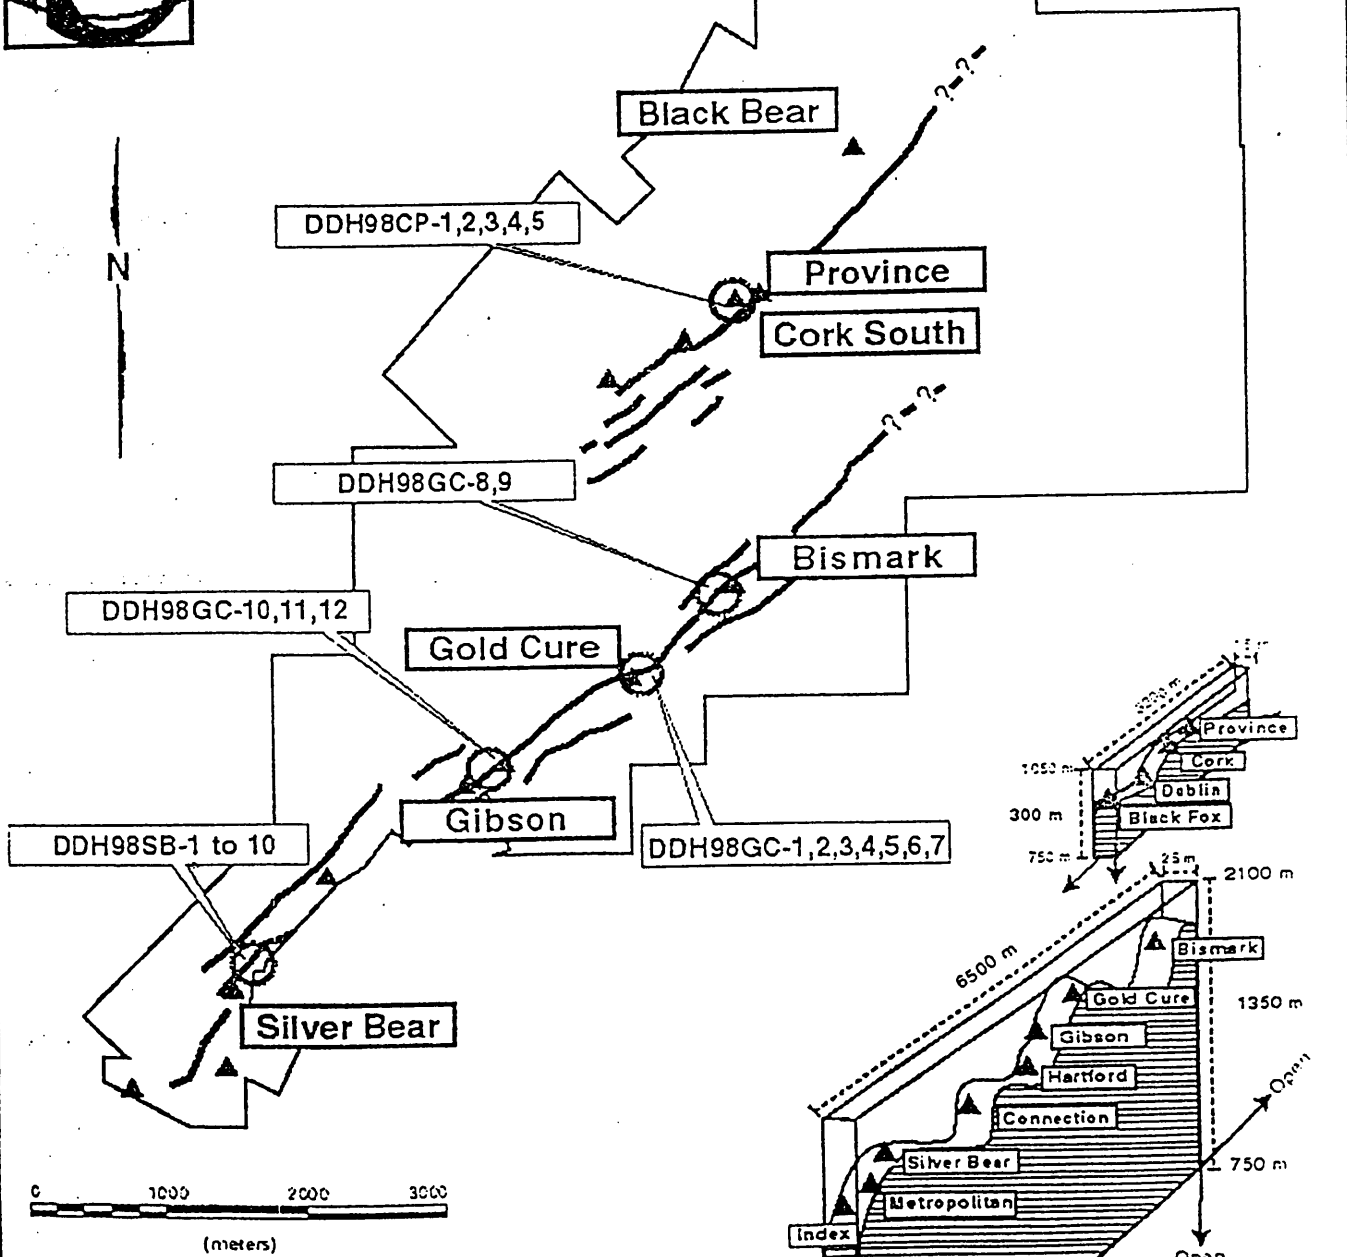 Black Bear
DDH98CP-1,2,3,4,5
N
Province
Cork South
DDH98GC-8,9
Bismark
DDH98GC-10,11,12
Gold Cure
Gibson
DDH98SB-1 to 10
DDH98GC-1,2,3,4,5,6,7
Silver Bear
0 1000 2000 3000
(meters)
? ?
? ?
Province
Cork
1050 m
Dublin
300 m
Black Fox
750 m
25m
2100 m
6500 m
Bismark
Gold Cure
1350 m
Gibson
Hartford
Open
Connection
Silver Bear
750 m
Metropolitan
Index
Open